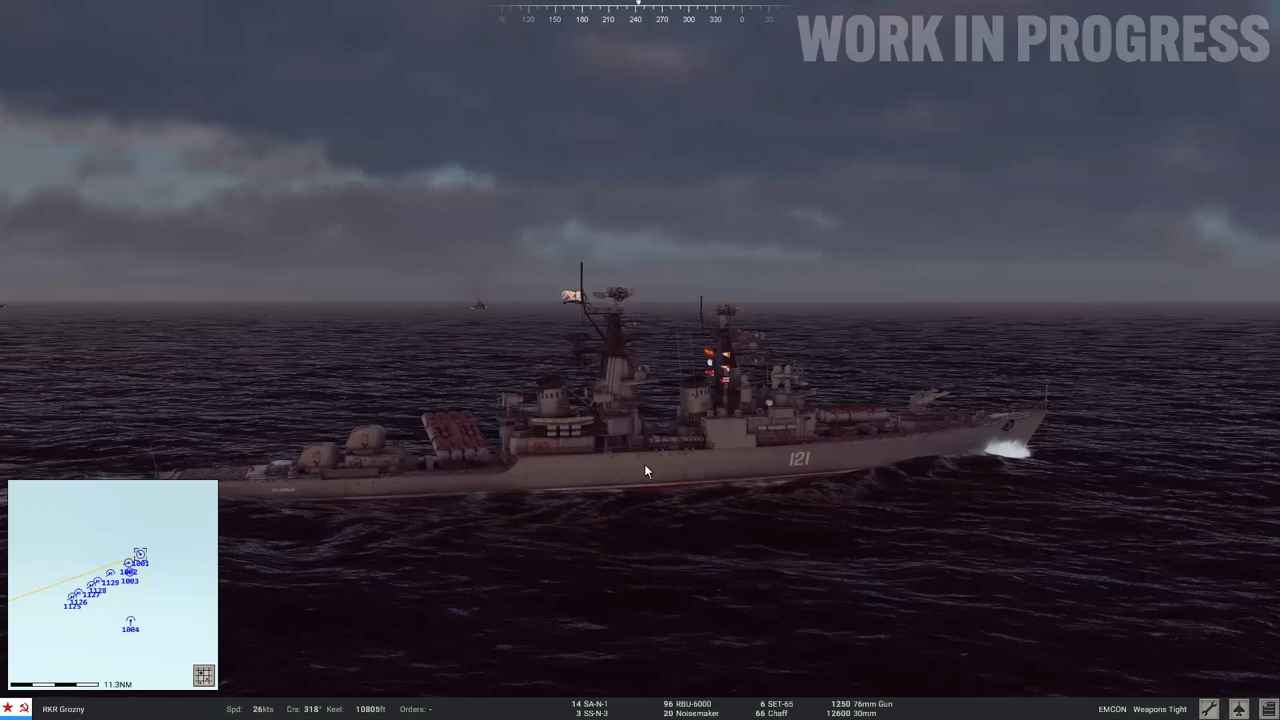 90 120 150 180 210 240 270 300 330 0 30
WORK IN PROGRESS
121
1001
1002
1003
1129
1128
1127
1126
1125
1004
11.3NM
RKR Grozny Spd: 26kts Crs: 318° Keel: 10805ft Orders: - 14 SA-N-1 96 RBU-6000 6 SET-65 1250 76mm Gun EMCON Weapons Tight
3 SS-N-3 20 Noisemaker 66 Chaff 12600 30mm